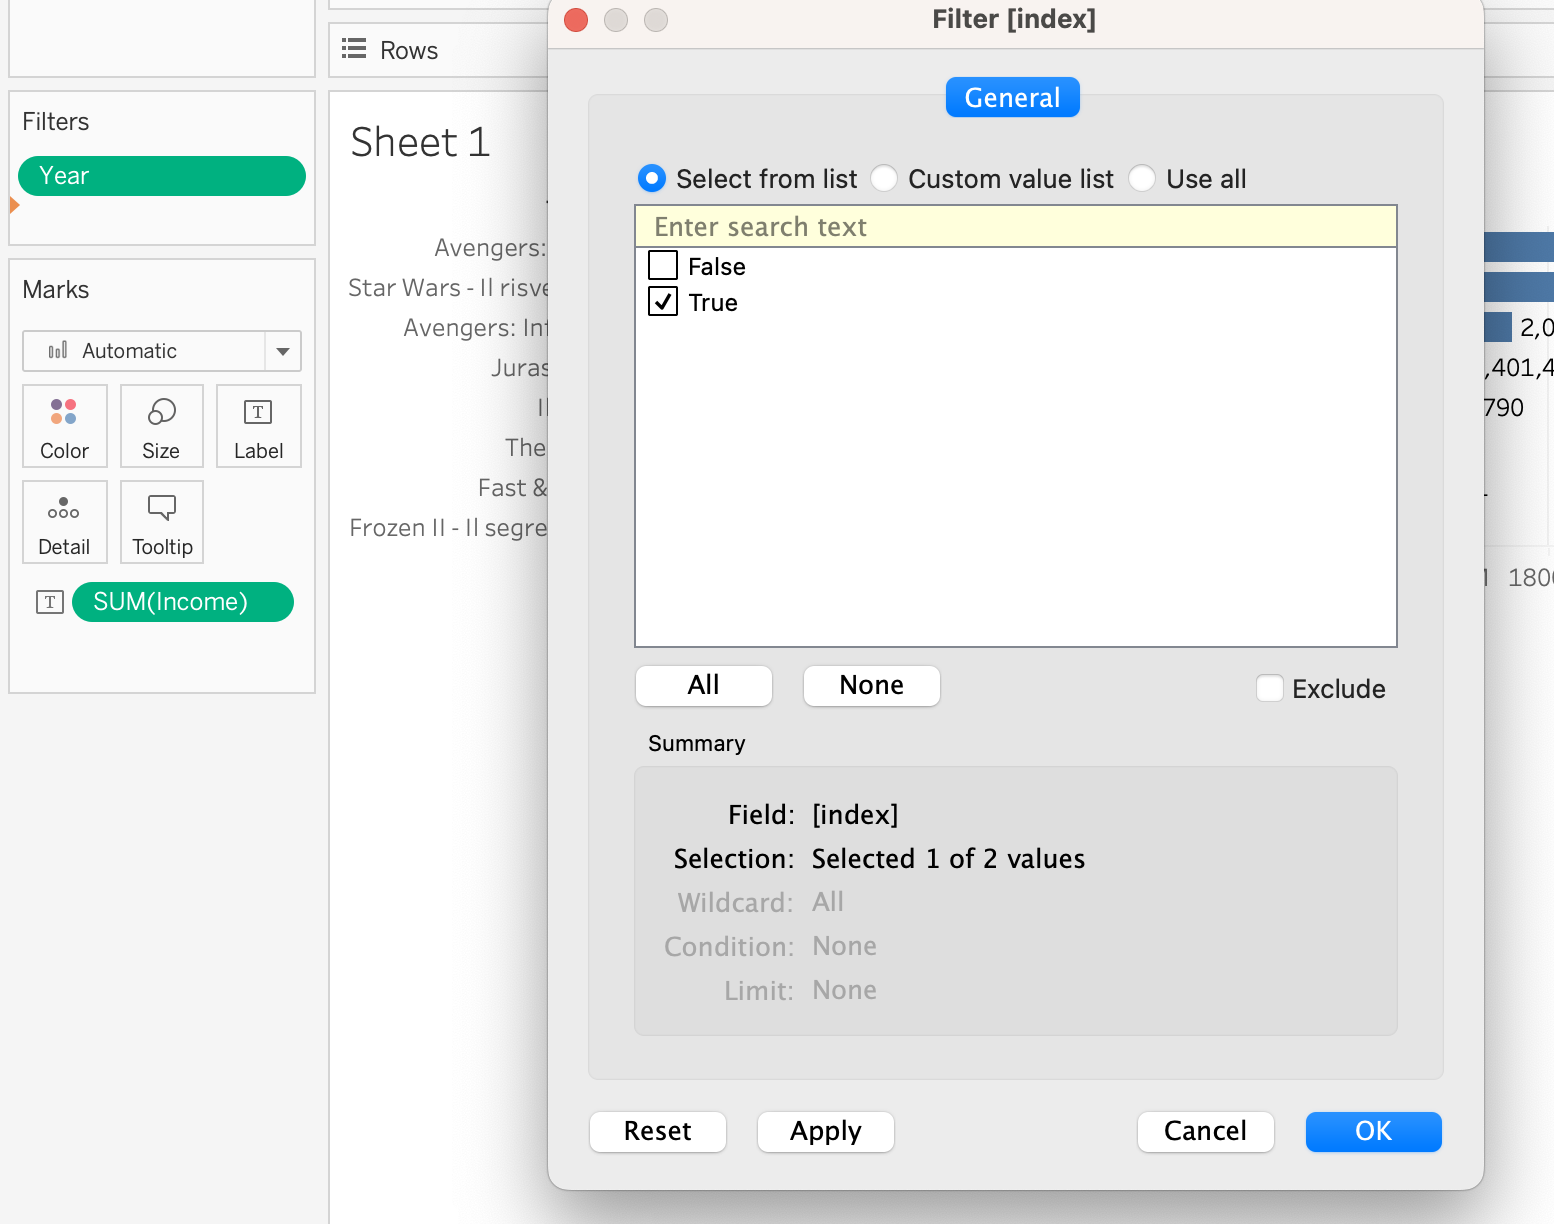 Filter [index]
Rows
Filters
Year
Sheet 1
Avengers:
Star Wars - Il risve
Avengers: Inf
Juras
Il
The
Fast &
Frozen II - Il segre
Marks
Automatic
Color
Size
Label
Detail
Tooltip
SUM(Income)
General
Select from list
Custom value list
Use all
Enter search text
False
True
All
None
Exclude
Summary
Field: [index]
Selection: Selected 1 of 2 values
Wildcard: All
Condition: None
Limit: None
Reset
Apply
Cancel
OK
2,0
,401,4
790
1800